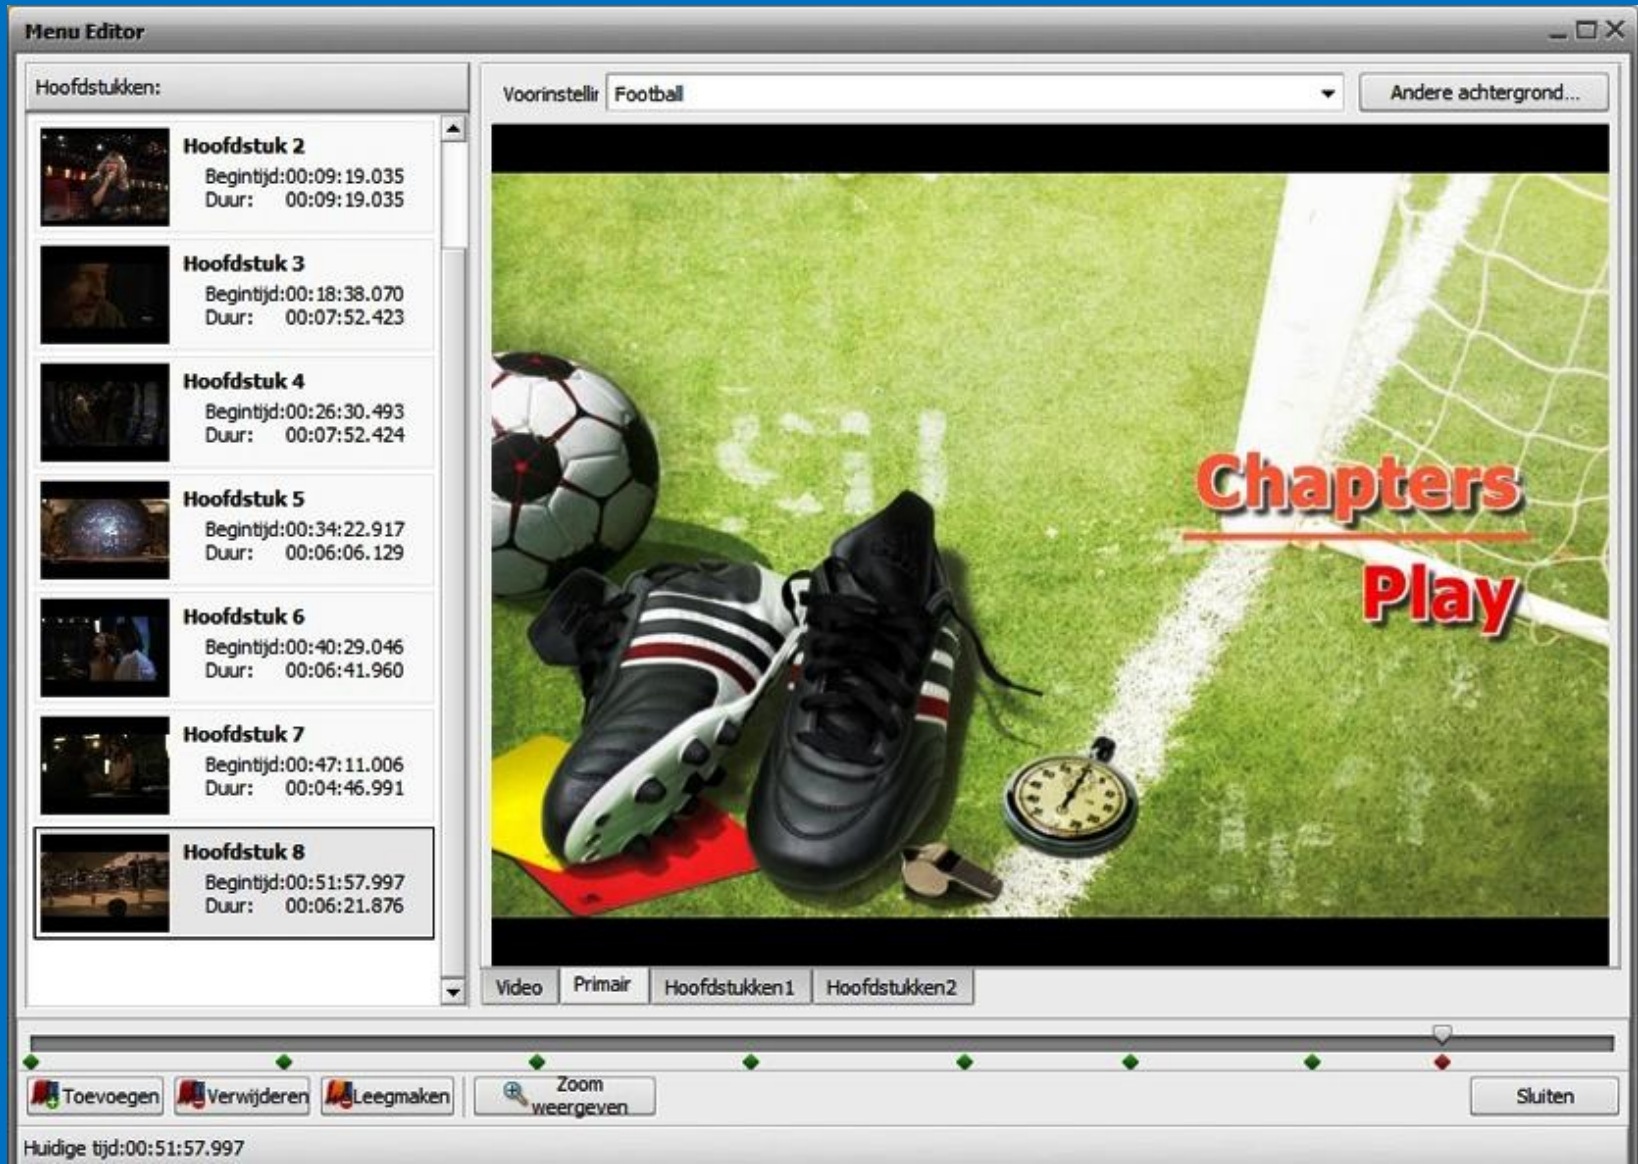 Menu Editor
Hoofdstukken:
Hoofdstuk 2
Begintijd:00:09:19.035
Duur: 00:09:19.035
Hoofdstuk 3
Begintijd:00:18:38.070
Duur: 00:07:52.423
Hoofdstuk 4
Begintijd:00:26:30.493
Duur: 00:07:52.424
Hoofdstuk 5
Begintijd:00:34:22.917
Duur: 00:06:06.129
Hoofdstuk 6
Begintijd:00:40:29.046
Duur: 00:06:41.960
Hoofdstuk 7
Begintijd:00:47:11.006
Duur: 00:04:46.991
Hoofdstuk 8
Begintijd:00:51:57.997
Duur: 00:06:21.876
Voorinstellir Football
Andere achtergrond...
Chapters
Play
Video Primair Hoofdstukken1 Hoofdstukken2
Toevoegen Verwijderen Leegmaken
Zoom
weergeven
Sluiten
Huidige tijd:00:51:57.997